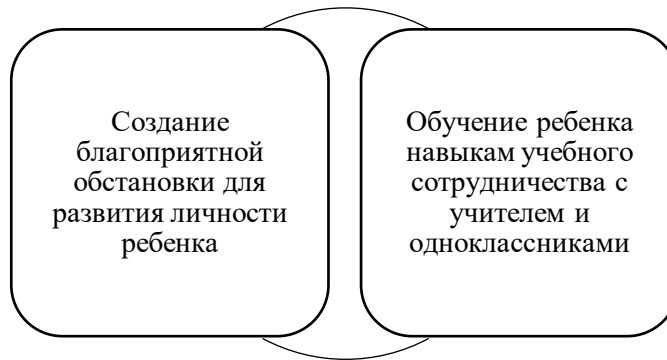 Создание
благоприятной
обстановки для
развития личности
ребенка
Обучение ребенка
навыкам учебного
сотрудничества с
учителем и
одноклассниками